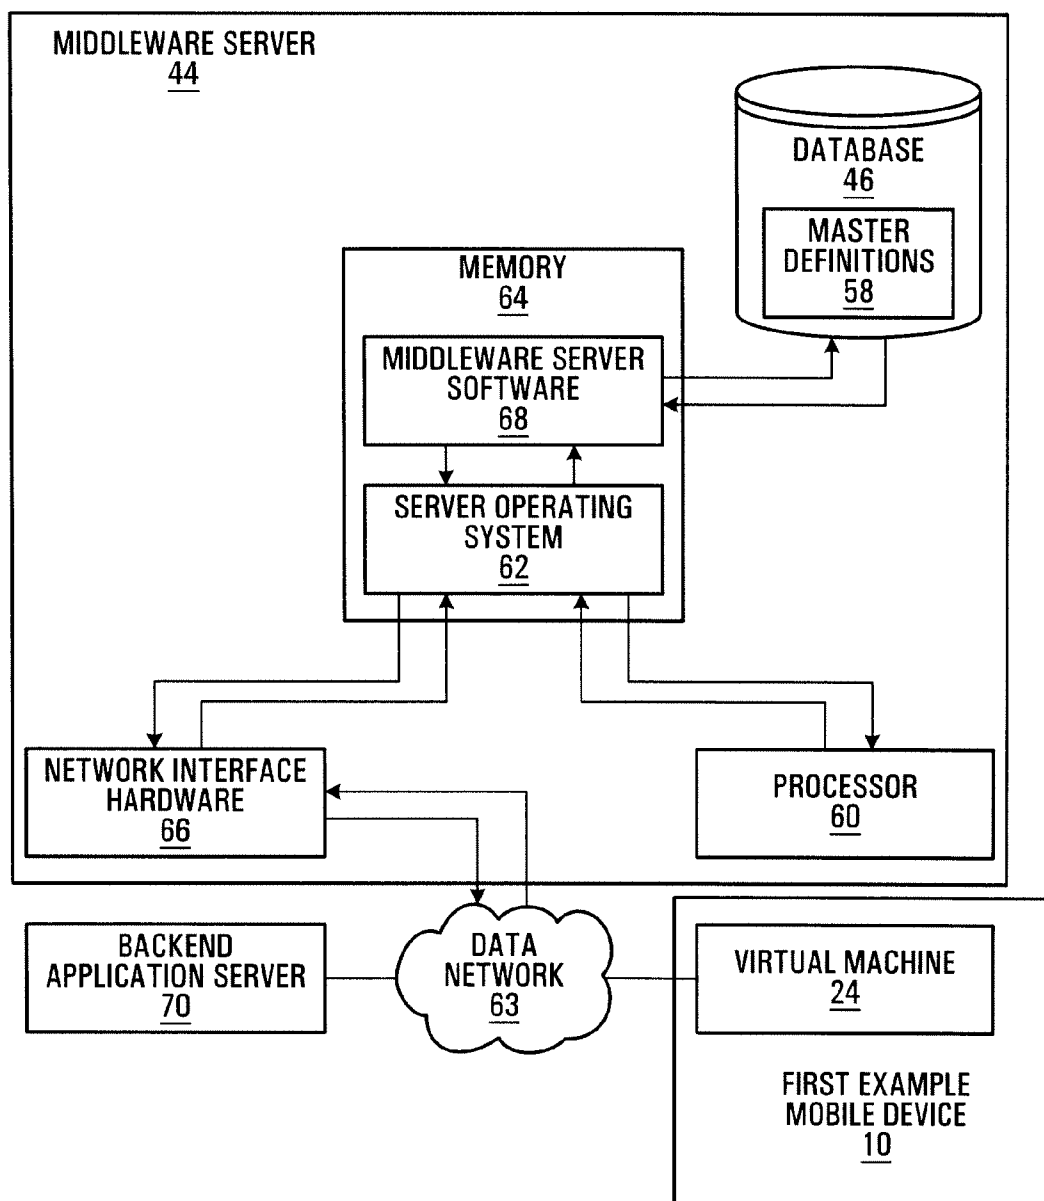 MIDDLEWARE SERVER
44
DATABASE
46
MASTER
DEFINITIONS
58
MEMORY
64
MIDDLEWARE SERVER
SOFTWARE
68
SERVER OPERATING
SYSTEM
62
NETWORK INTERFACE
HARDWARE
66
PROCESSOR
60
BACKEND
APPLICATION SERVER
70
DATA
NETWORK
63
VIRTUAL MACHINE
24
FIRST EXAMPLE
MOBILE DEVICE
10